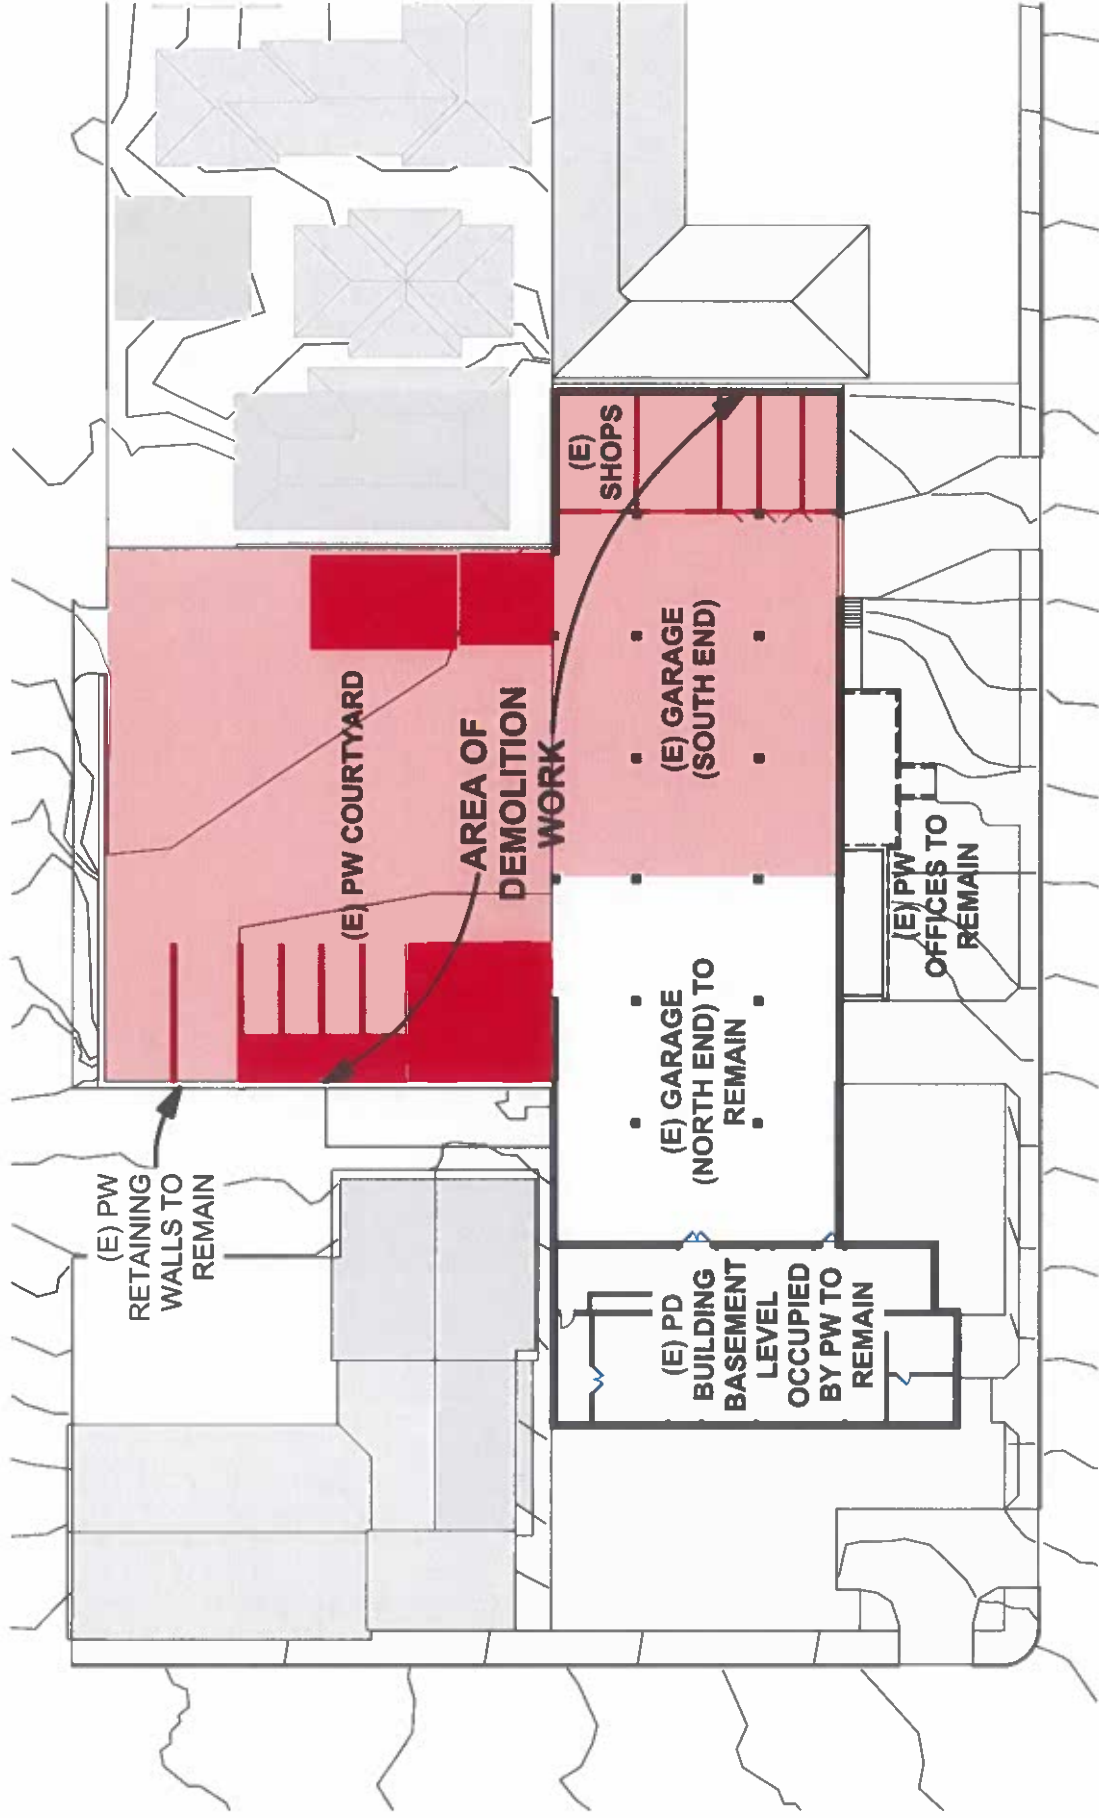 (E) PW
RETAINING
WALLS TO
REMAIN
(E) PW COURTYARD
AREA OF
DEMOLITION
WORK
(E)
SHOPS
(E) GARAGE
(SOUTH END)
(E) GARAGE
(NORTH END) TO
REMAIN
(E) PW
OFFICES TO
REMAIN
(E) PD
BUILDING
BASEMENT
LEVEL
OCCUPIED
BY PW TO
REMAIN